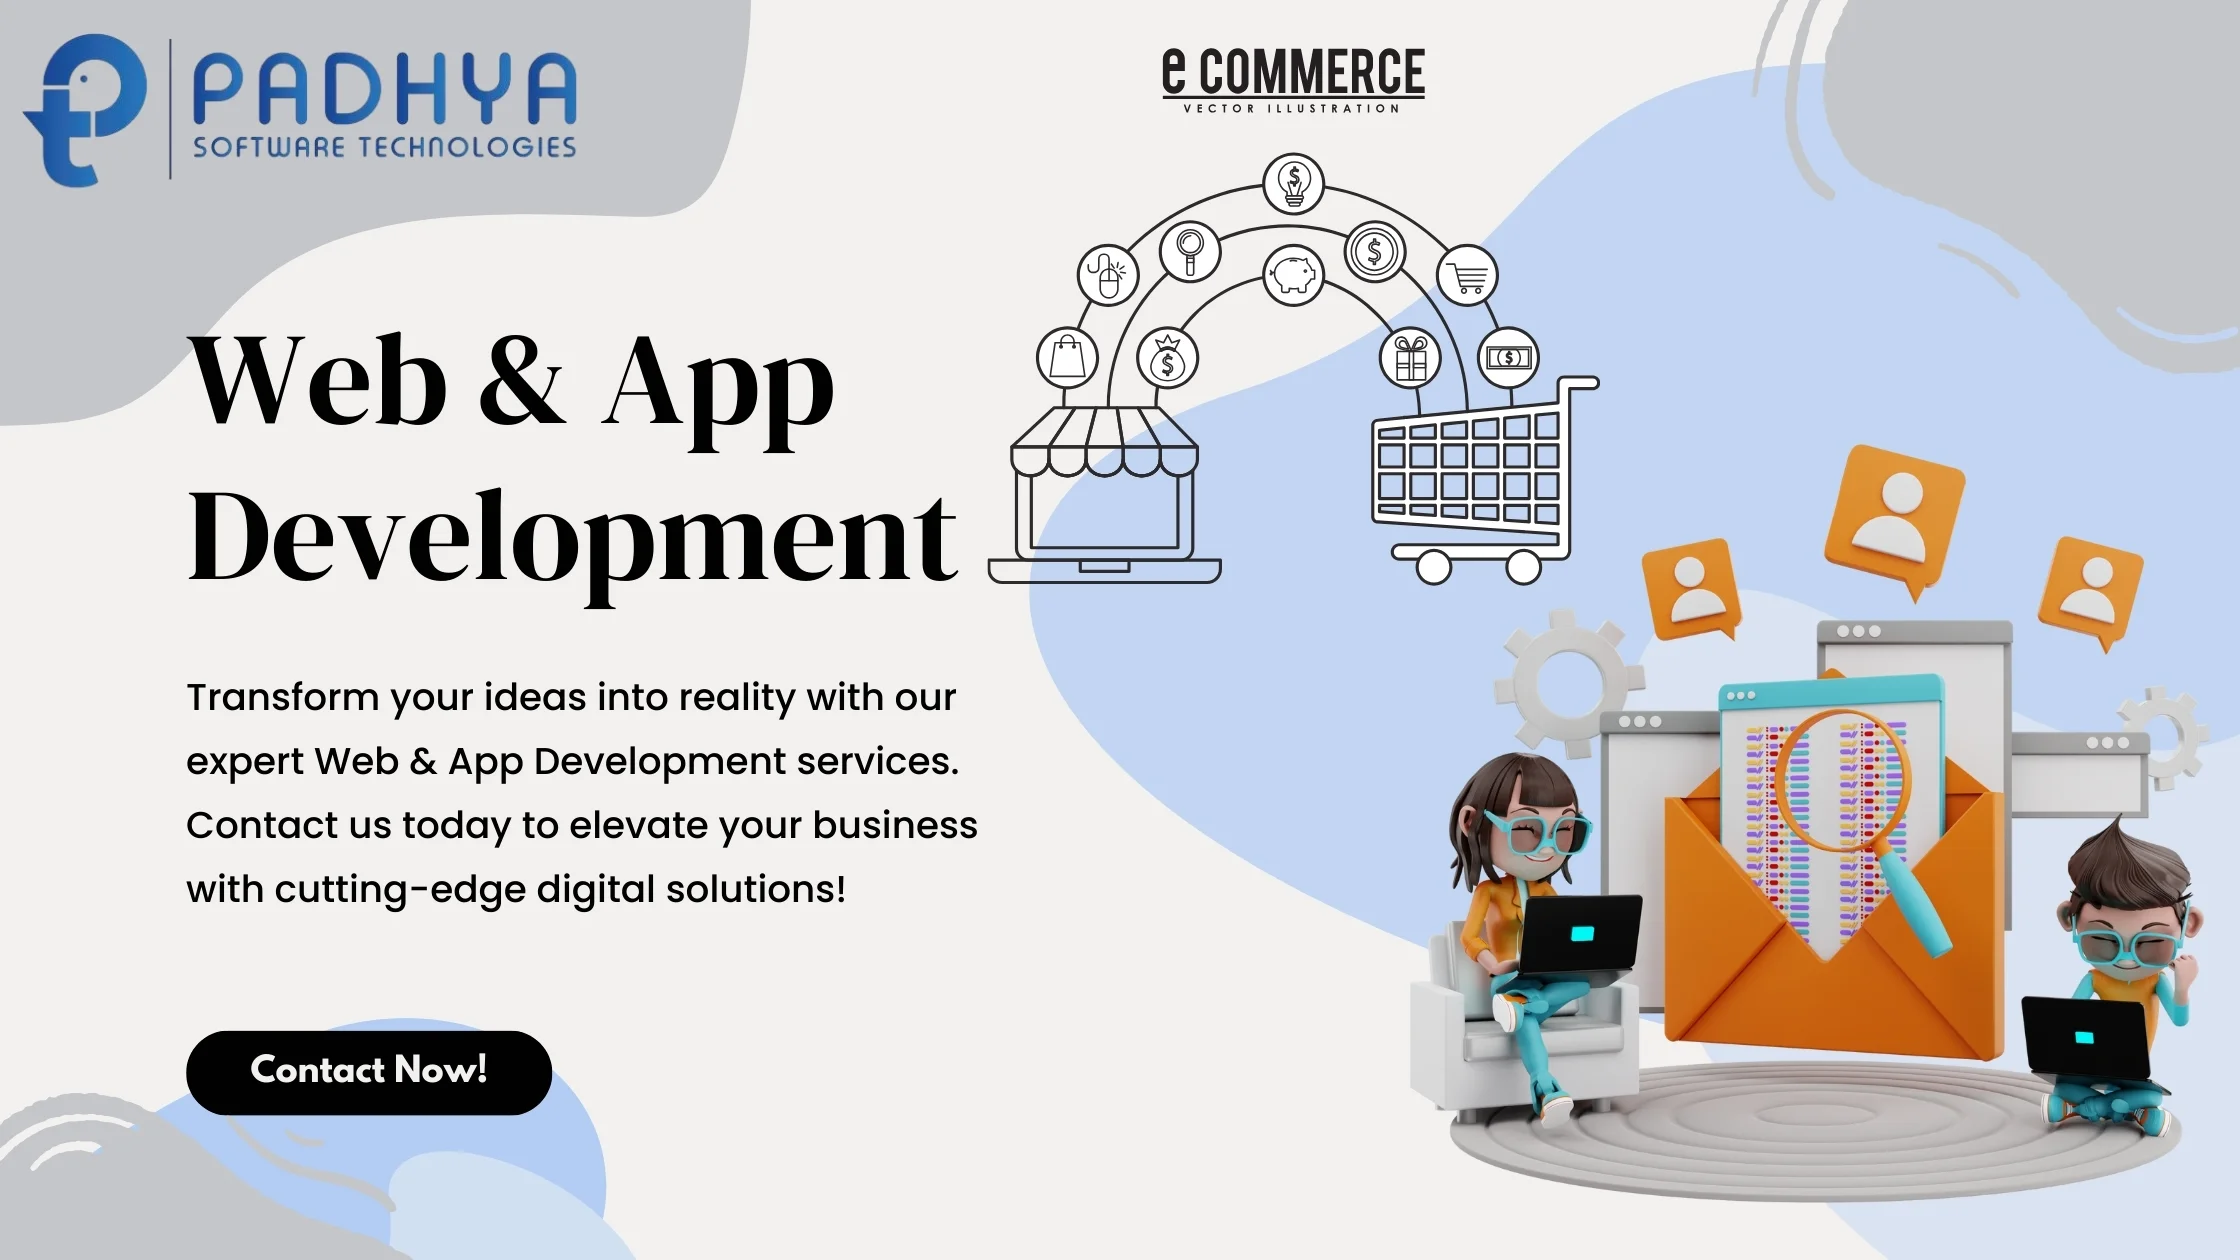 PADHYA
SOFTWARE TECHNOLOGIES
e COMMERCE
VECTOR ILLUSTRATION
Web & App
Development
Transform your ideas into reality with our
expert Web & App Development services.
Contact us today to elevate your business
with cutting-edge digital solutions!
Contact Now!